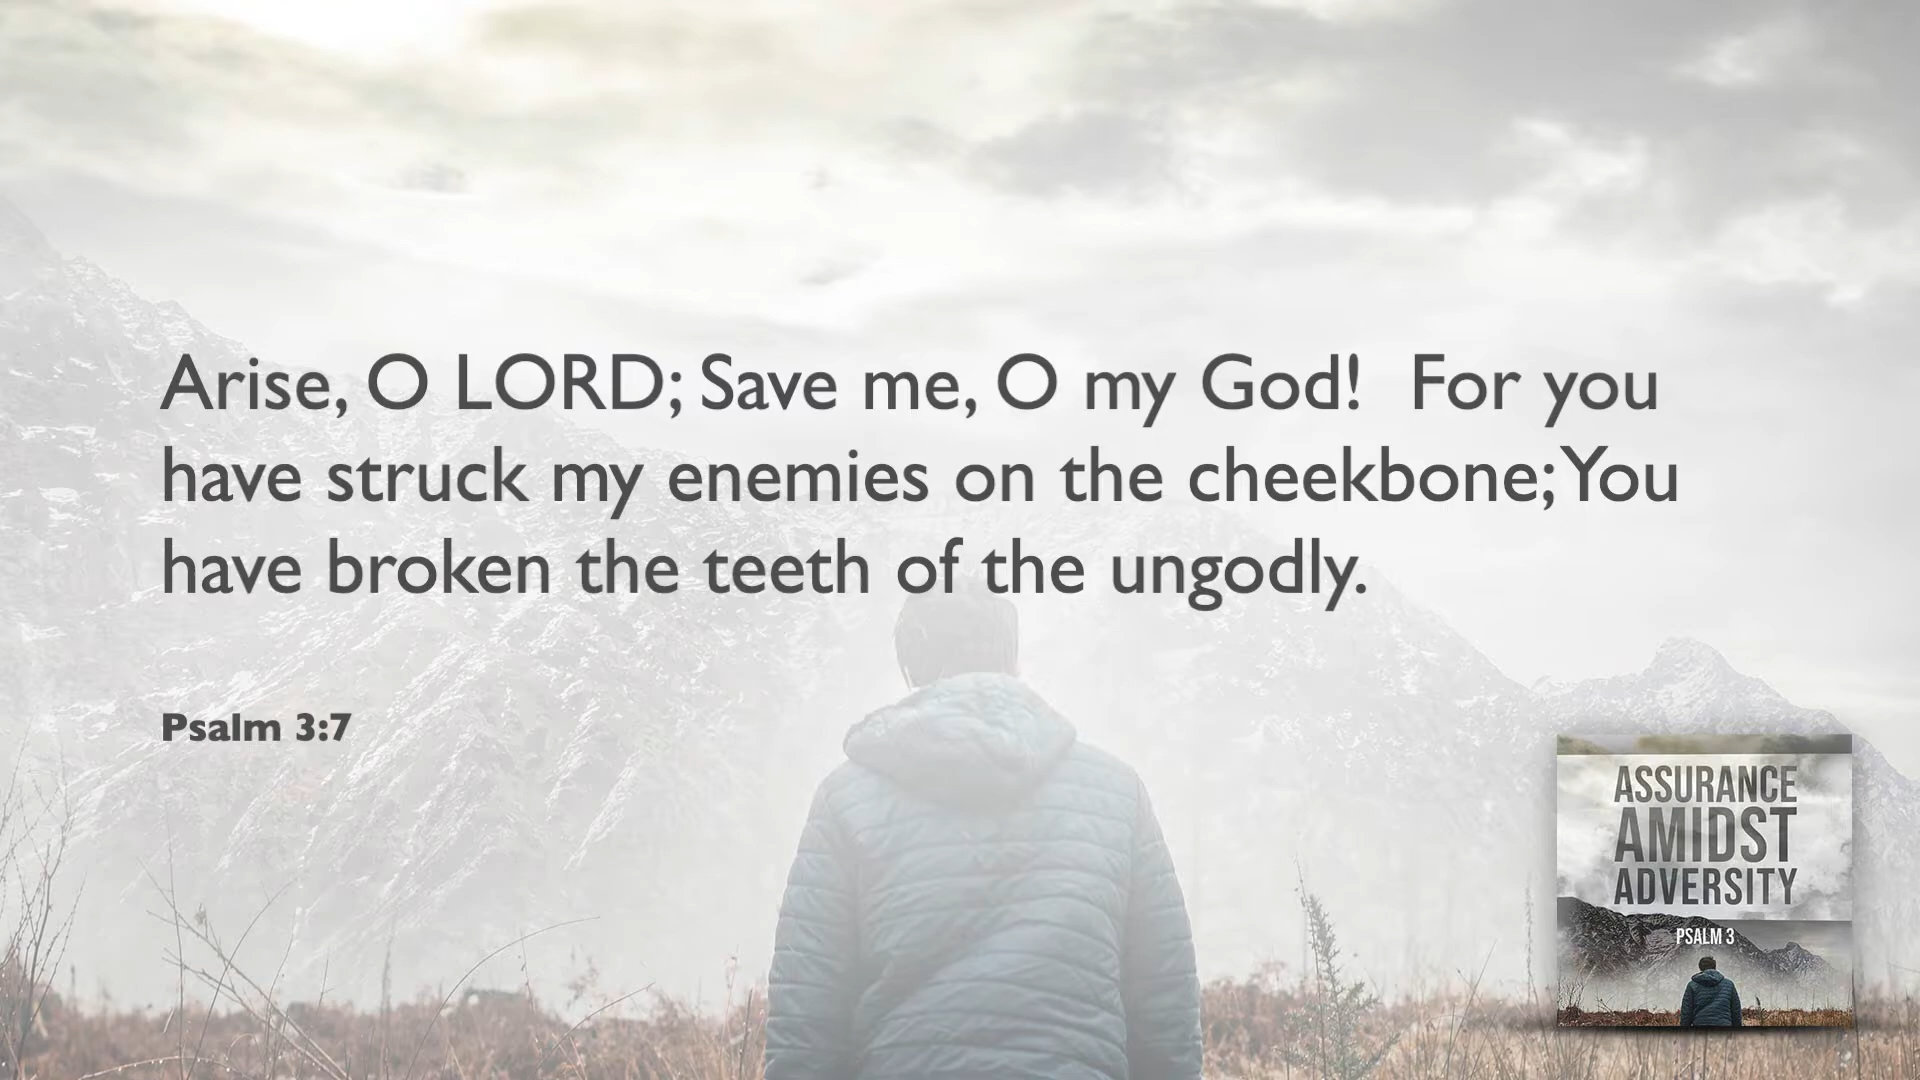 Arise, O LORD; Save me, O my God!  For you
have struck my enemies on the cheekbone; You
have broken the teeth of the ungodly.
Psalm 3:7
ASSURANCE
AMIDST
ADVERSITY
PSALM 3